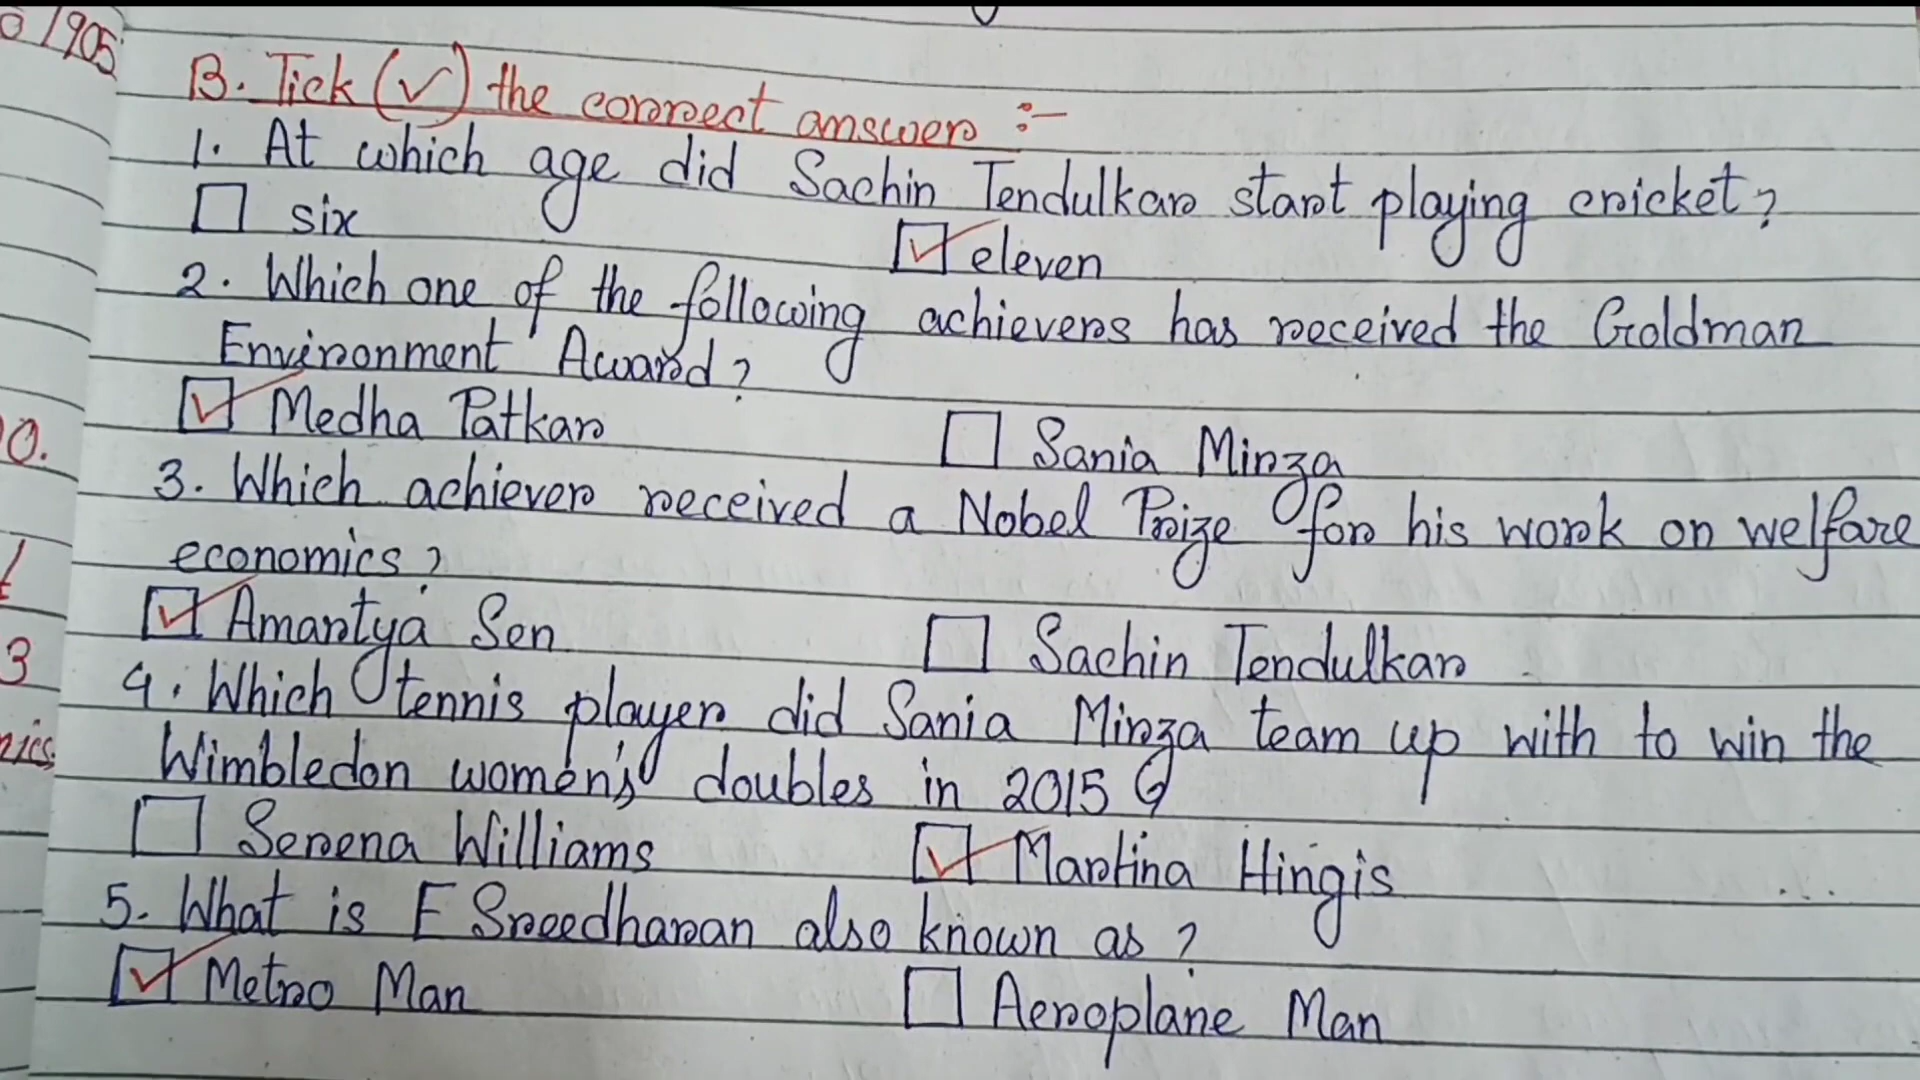 o 1905
B. Tick (✓) the correct answer :-
1. At which age did Sachin Tendulkar start playing cricket?
☐ six ☑ eleven
2. Which one of the following achievers has received the Goldman
Environment Award?
☑ Medha Patkar ☐ Sania Mirza
0.
3. Which achiever received a Nobel Prize for his work on welfare
economics?
☑ Amartya Sen ☐ Sachin Tendulkar
3
4. Which tennis player did Sania Mirza team up with to win the
Wimbledon women's doubles in 2015 ?
nics.
☐ Serena Williams ☑ Martina Hingis
5. What is E Sreedharan also known as ?
☑ Metro Man ☐ Aeroplane Man